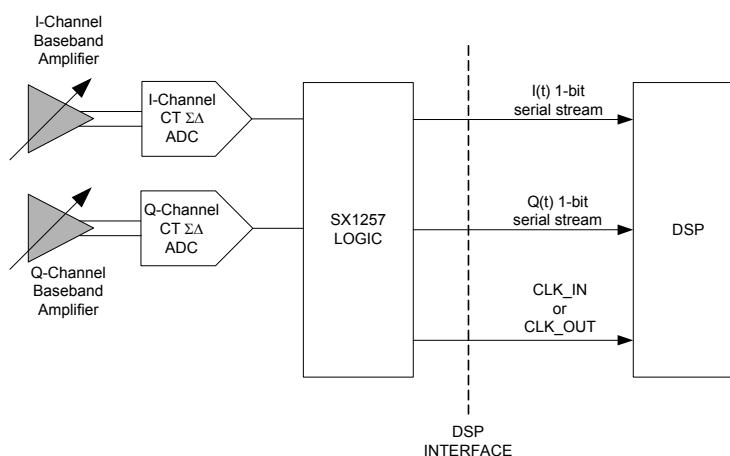 I-Channel
Baseband
Amplifier
I-Channel
CT ΣΔ
ADC
I(t) 1-bit
serial stream
Q-Channel
CT ΣΔ
ADC
Q-Channel
Baseband
Amplifier
SX1257
LOGIC
Q(t) 1-bit
serial stream
DSP
CLK_IN
or
CLK_OUT
DSP
INTERFACE